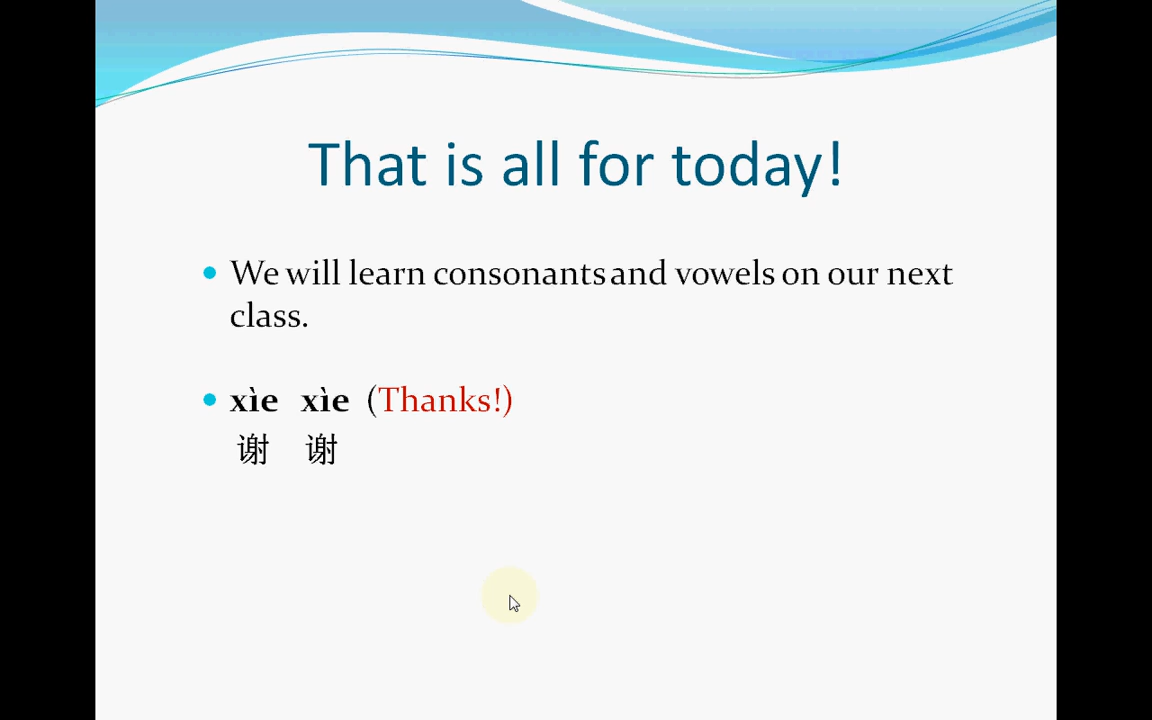 That is all for today!
We will learn consonants and vowels on our next
class.
xìe xìe (Thanks!)
谢 谢